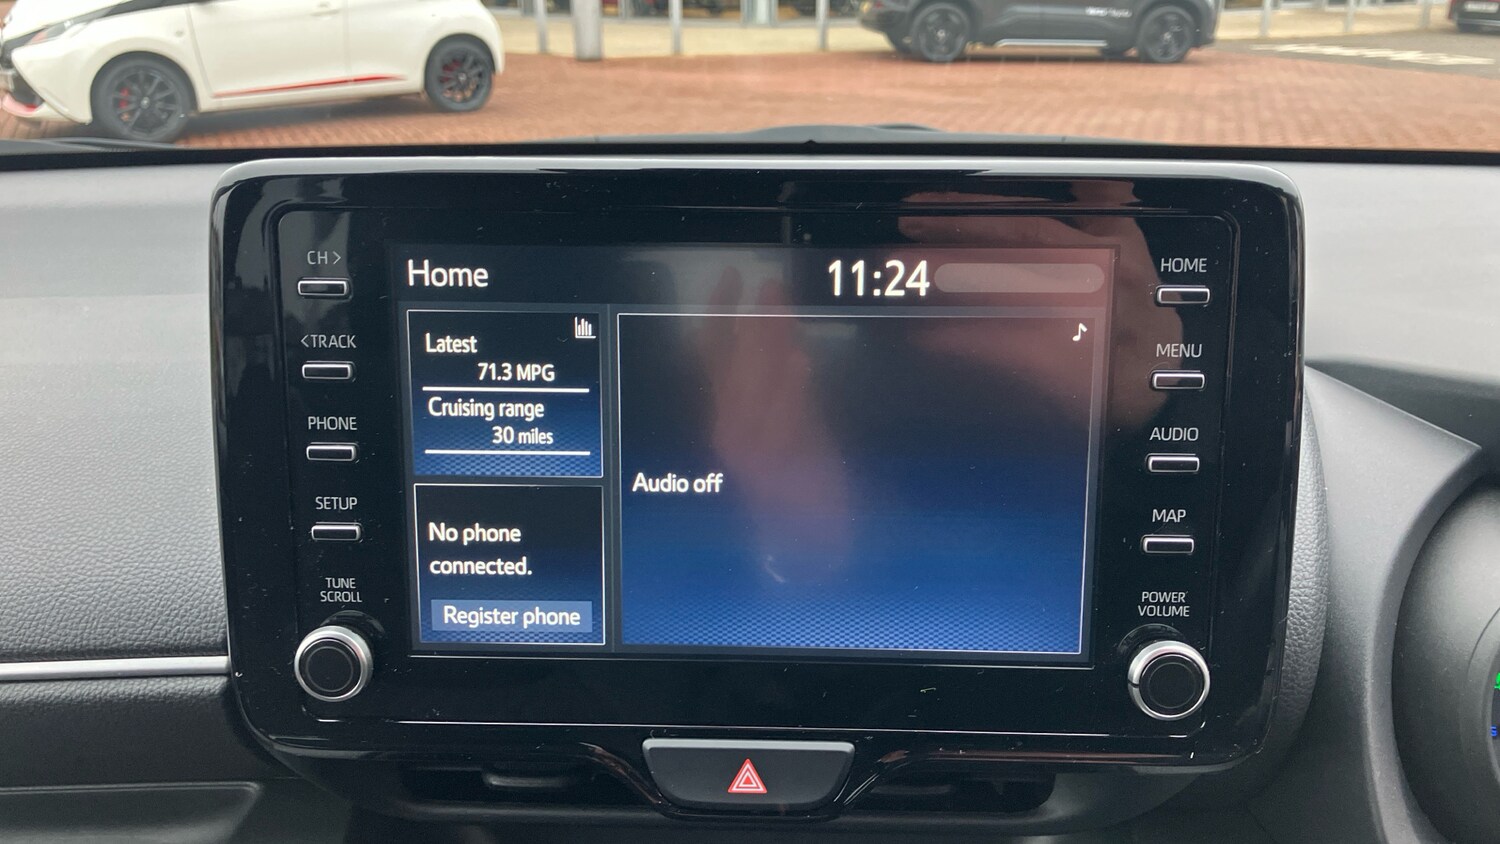 CH >
<TRACK
PHONE
SETUP
TUNE
SCROLL
Home
11:24
Latest
71.3 MPG
Cruising range
30 miles
No phone
connected.
Register phone
Audio off
HOME
MENU
AUDIO
MAP
POWER
VOLUME